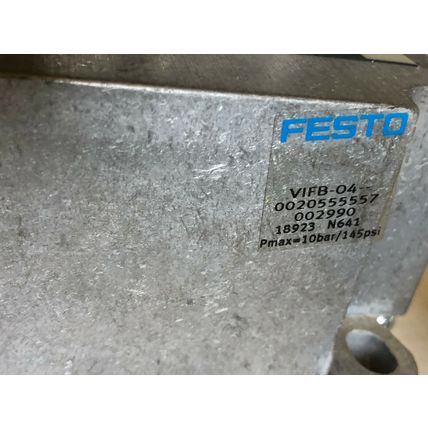 FESTO
VIFB-04--
0020555557
002990
18923 N641
Pmax=10bar/145psi